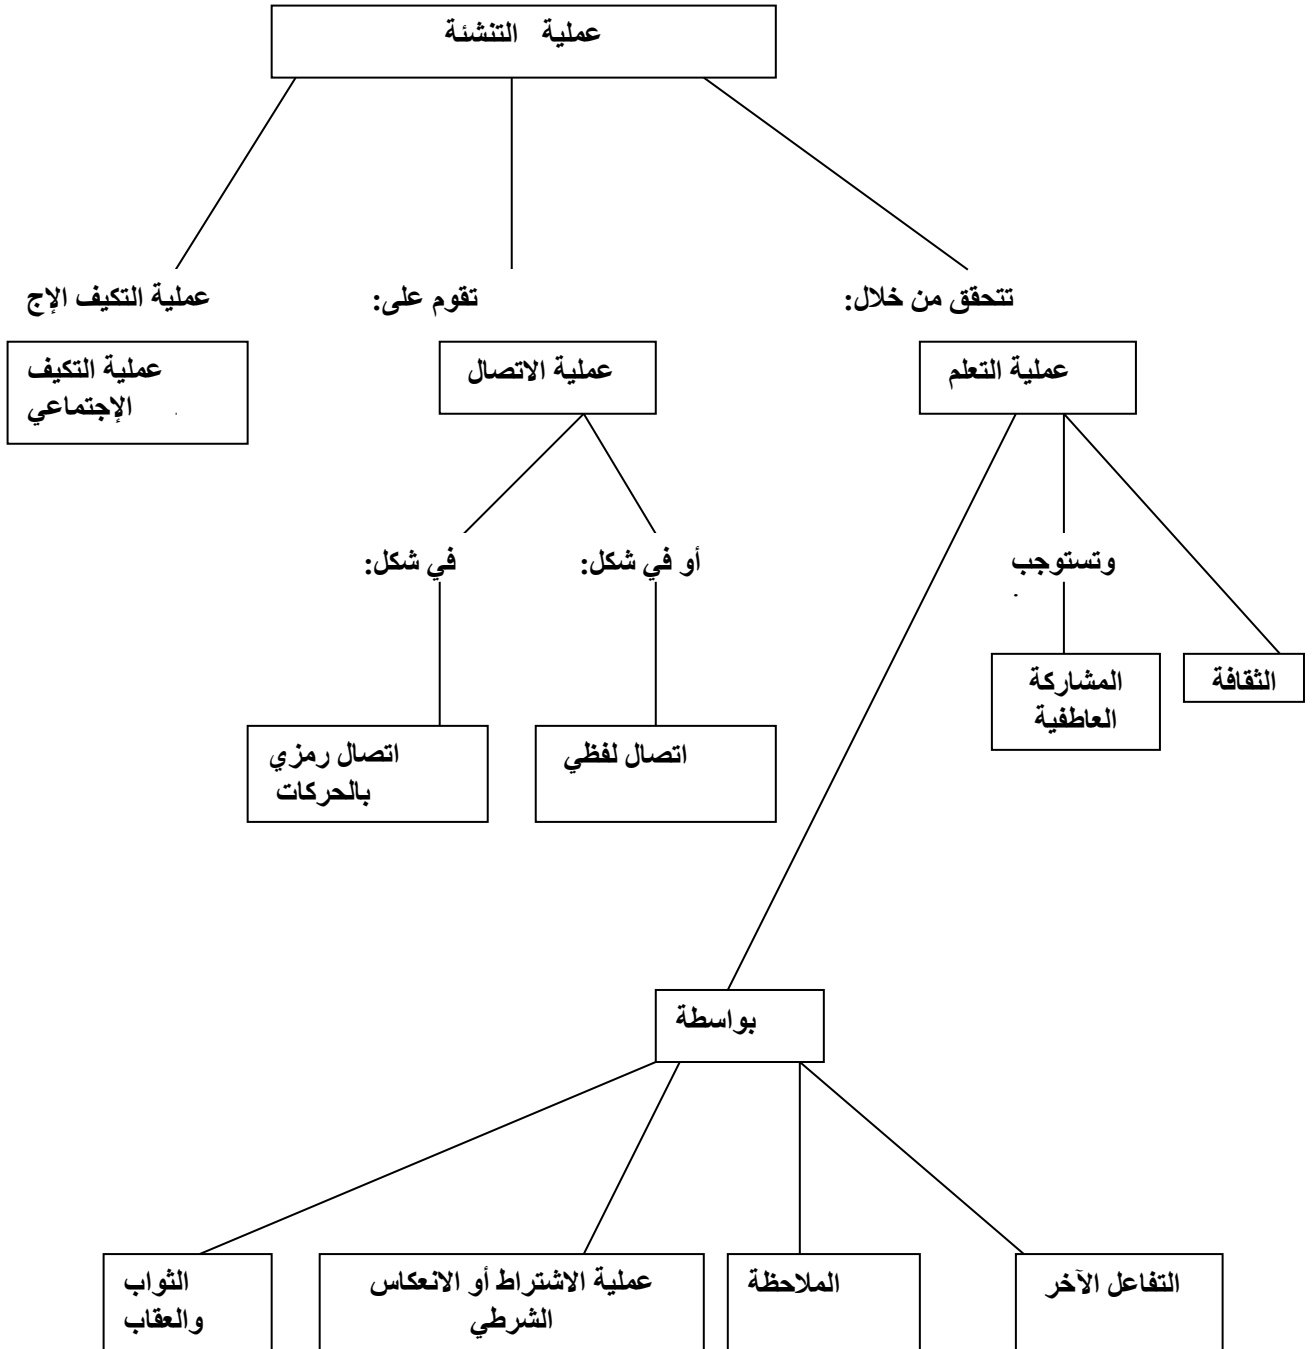 عملية التنشئة
تتحقق من خلال:
تقوم على:
عملية التكيف الإج
عملية التعلم
عملية الاتصال
عملية التكيف
الإجتماعي
وتستوجب
أو في شكل:
في شكل:
الثقافة
المشاركة
العاطفية
اتصال لفظي
اتصال رمزي
بالحركات
بواسطة
التفاعل الآخر
الملاحظة
عملية الاشتراط أو الانعكاس
الشرطي
الثواب
والعقاب